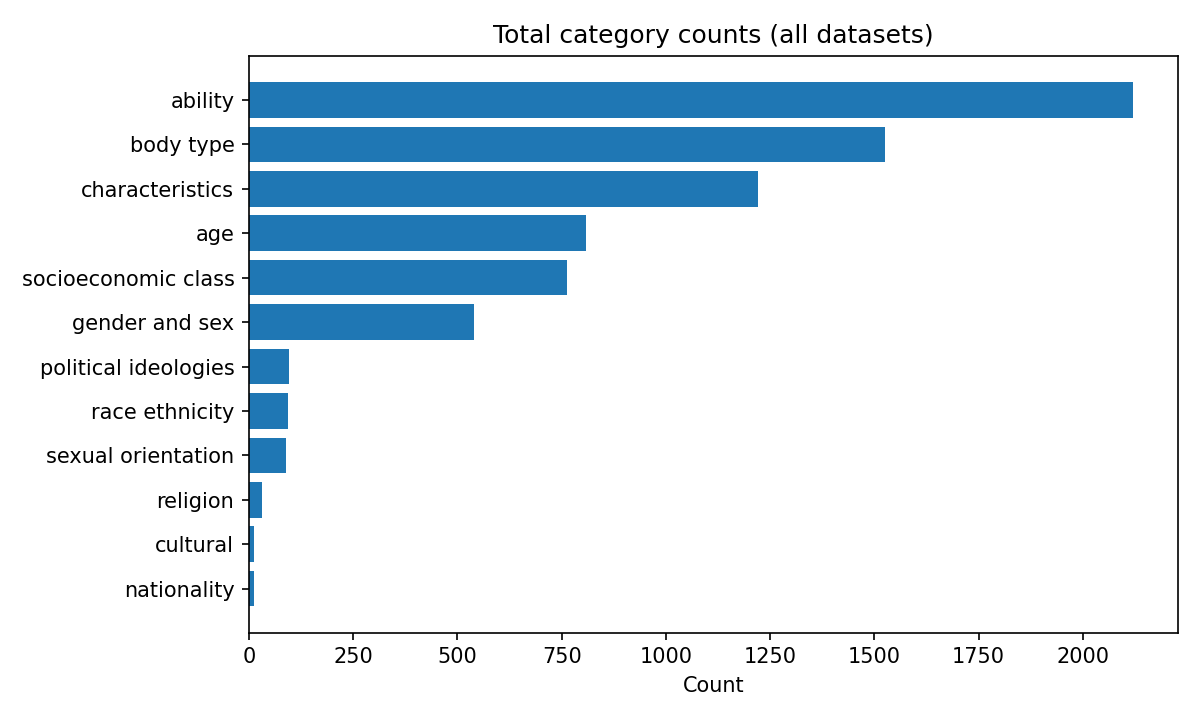 Total category counts (all datasets)
ability
body type
characteristics
age
socioeconomic class
gender and sex
political ideologies
race ethnicity
sexual orientation
religion
cultural
nationality
0 250 500 750 1000 1250 1500 1750 2000
Count